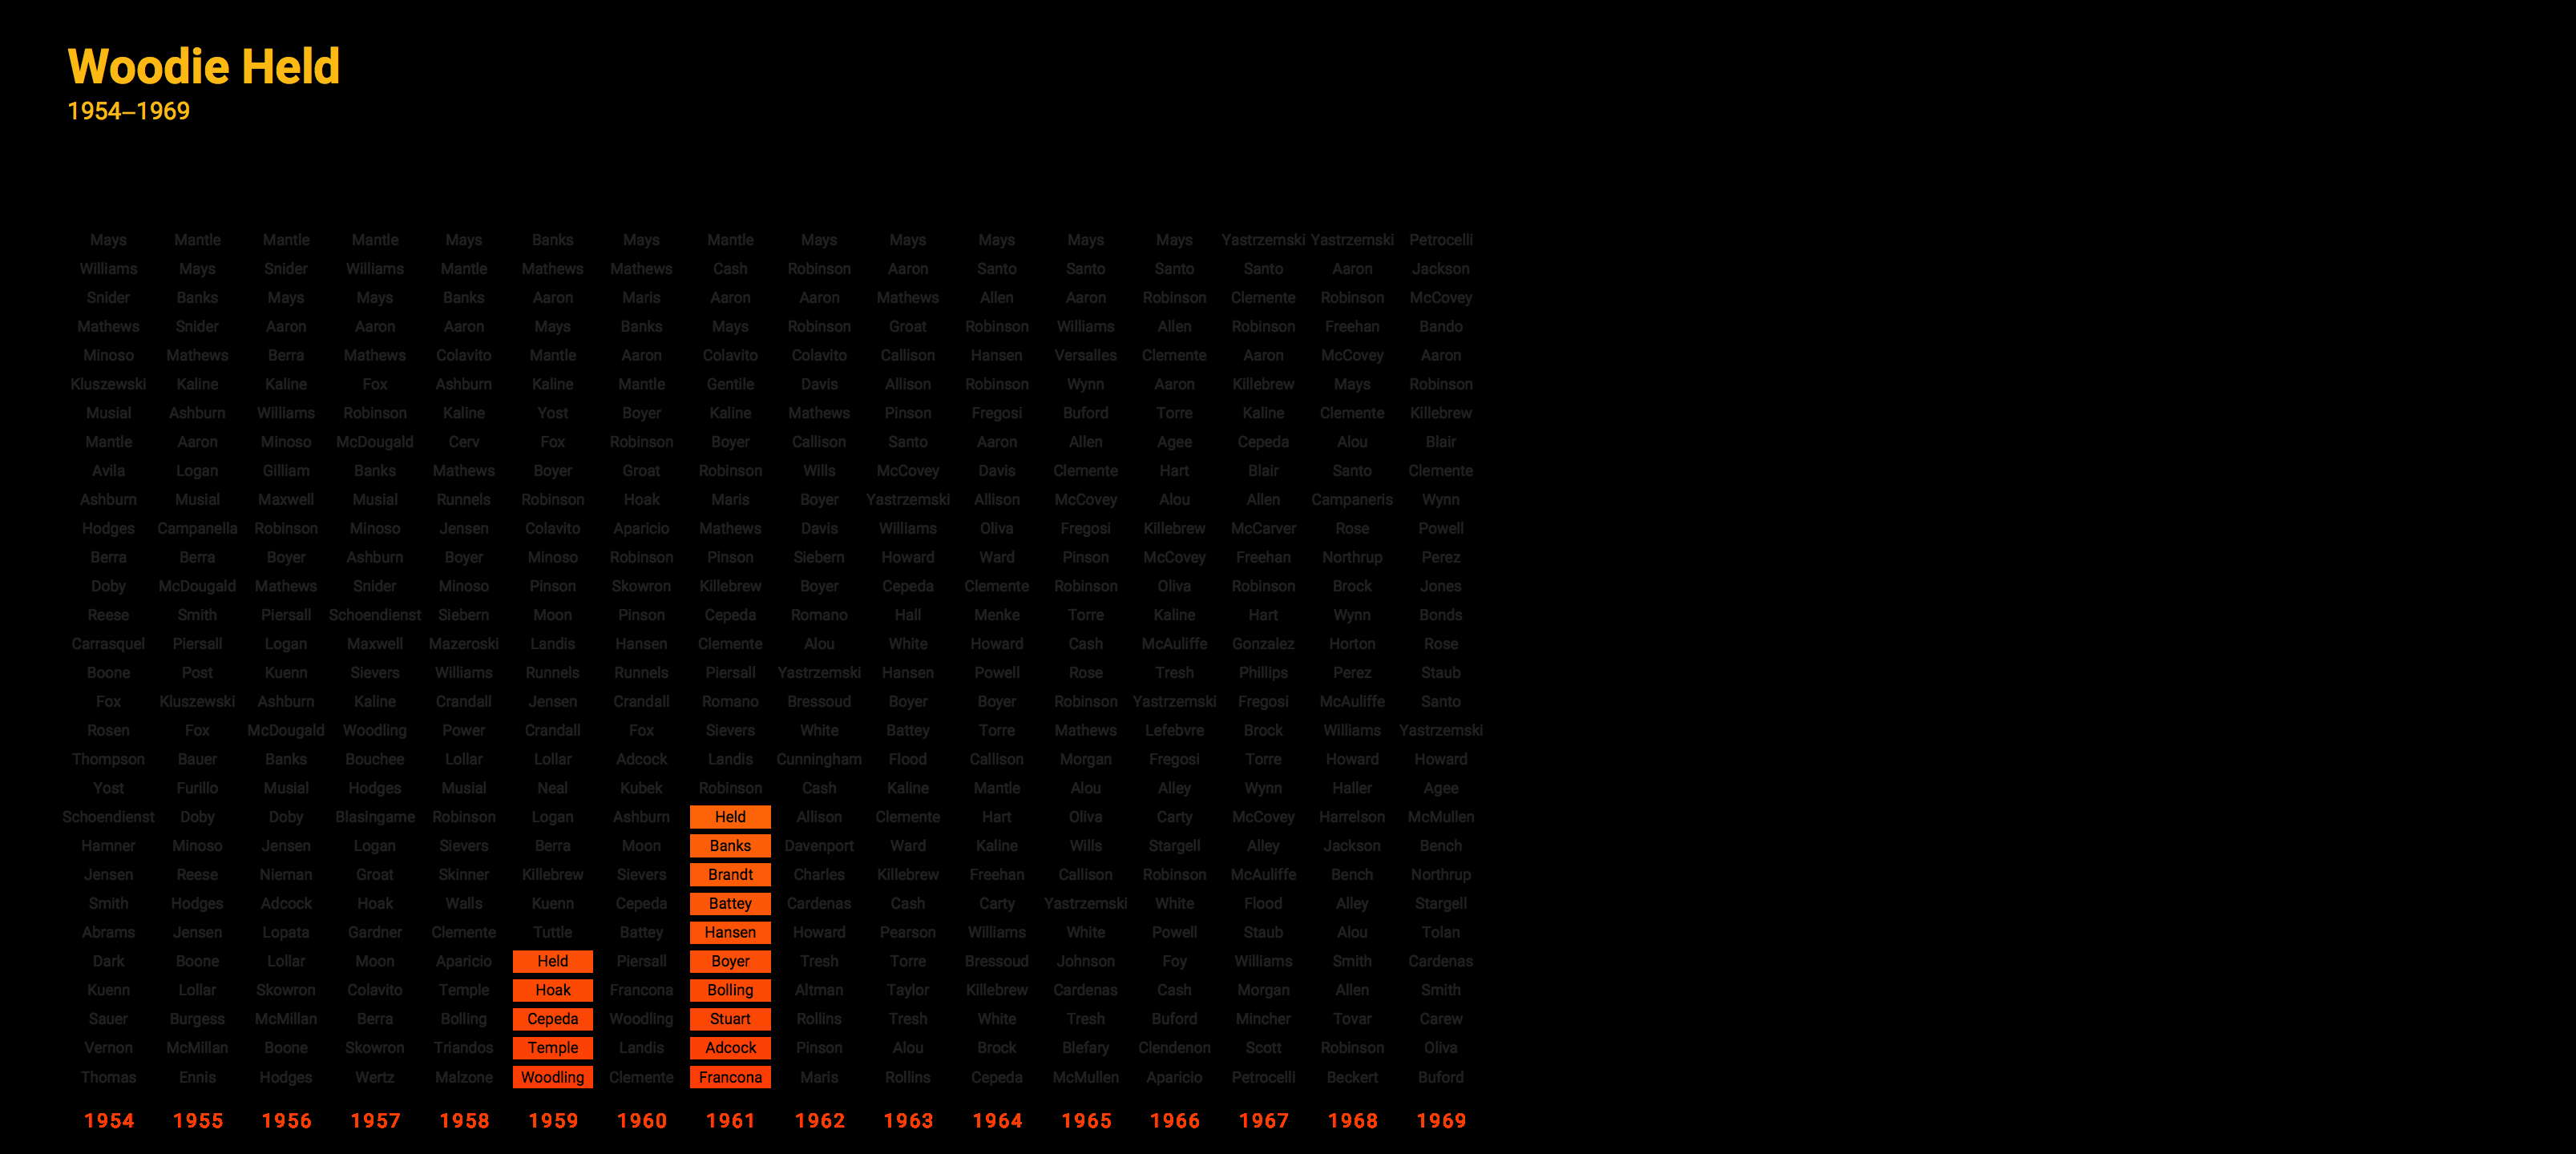 Woodie Held
1954–1969
Mays Mantle Mantle Mantle Mays Banks Mays Mantle Mays Mays Mays Mays Mays Yastrzemski Yastrzemski Petrocelli
Williams Mays Snider Williams Mantle Mathews Mathews Cash Robinson Aaron Santo Santo Santo Santo Aaron Jackson
Snider Banks Mays Mays Banks Aaron Maris Aaron Aaron Mathews Allen Aaron Robinson Clemente Robinson McCovey
Mathews Snider Aaron Aaron Aaron Mays Banks Mays Robinson Groat Robinson Williams Allen Robinson Freehan Bando
Minoso Mathews Berra Mathews Colavito Mantle Aaron Colavito Colavito Callison Hansen Versalles Clemente Aaron McCovey Aaron
Kluszewski Kaline Kaline Fox Ashburn Kaline Mantle Gentile Davis Allison Robinson Wynn Aaron Killebrew Mays Robinson
Musial Ashburn Williams Robinson Kaline Yost Boyer Kaline Mathews Pinson Fregosi Buford Torre Kaline Clemente Killebrew
Mantle Aaron Minoso McDougald Cerv Fox Robinson Boyer Callison Santo Aaron Allen Agee Cepeda Alou Blair
Avila Logan Gilliam Banks Mathews Boyer Groat Robinson Wills McCovey Davis Clemente Hart Blair Santo Clemente
Ashburn Musial Maxwell Musial Runnels Robinson Hoak Maris Boyer Yastrzemski Allison McCovey Alou Allen Campaneris Wynn
Hodges Campanella Robinson Minoso Jensen Colavito Aparicio Mathews Davis Williams Oliva Fregosi Killebrew McCarver Rose Powell
Berra Berra Boyer Ashburn Boyer Minoso Robinson Pinson Siebern Howard Ward Pinson McCovey Freehan Northrup Perez
Doby McDougald Mathews Snider Minoso Pinson Skowron Killebrew Boyer Cepeda Clemente Robinson Oliva Robinson Brock Jones
Reese Smith Piersall Schoendienst Siebern Moon Pinson Cepeda Romano Hall Menke Torre Kaline Hart Wynn Bonds
Carrasquel Piersall Logan Maxwell Mazeroski Landis Hansen Clemente Alou White Howard Cash McAuliffe Gonzalez Horton Rose
Boone Post Kuenn Sievers Williams Runnels Runnels Piersall Yastrzemski Hansen Powell Rose Tresh Phillips Perez Staub
Fox Kluszewski Ashburn Kaline Crandall Jensen Crandall Romano Bressoud Boyer Boyer Robinson Yastrzemski Fregosi McAuliffe Santo
Rosen Fox McDougald Woodling Power Crandall Fox Sievers White Battey Torre Mathews Lefebvre Brock Williams Yastrzemski
Thompson Bauer Banks Bouchee Lollar Lollar Adcock Landis Cunningham Flood Callison Morgan Fregosi Torre Howard Howard
Yost Furillo Musial Hodges Musial Neal Kubek Robinson Cash Kaline Mantle Alou Alley Wynn Haller Agee
Schoendienst Doby Doby Blasingame Robinson Logan Ashburn Held Allison Clemente Hart Oliva Carty McCovey Harrelson McMullen
Hamner Minoso Jensen Logan Sievers Berra Moon Banks Davenport Ward Kaline Wills Stargell Alley Jackson Bench
Jensen Reese Nieman Groat Skinner Killebrew Sievers Brandt Charles Killebrew Freehan Callison Robinson McAuliffe Bench Northrup
Smith Hodges Adcock Hoak Walls Kuenn Cepeda Battey Cardenas Cash Carty Yastrzemski White Flood Alley Stargell
Abrams Jensen Lopata Gardner Clemente Tuttle Battey Hansen Howard Pearson Williams White Powell Staub Alou Tolan
Dark Boone Lollar Moon Aparicio Held Piersall Boyer Tresh Torre Bressoud Johnson Foy Williams Smith Cardenas
Kuenn Lollar Skowron Colavito Temple Hoak Francona Bolling Altman Taylor Killebrew Cardenas Cash Morgan Allen Smith
Sauer Burgess McMillan Berra Bolling Cepeda Woodling Stuart Rollins Tresh White Tresh Buford Mincher Tovar Carew
Vernon McMillan Boone Skowron Triandos Temple Landis Adcock Pinson Alou Brock Blefary Clendenon Scott Robinson Oliva
Thomas Ennis Hodges Wertz Malzone Woodling Clemente Francona Maris Rollins Cepeda McMullen Aparicio Petrocelli Beckert Buford
1954 1955 1956 1957 1958 1959 1960 1961 1962 1963 1964 1965 1966 1967 1968 1969